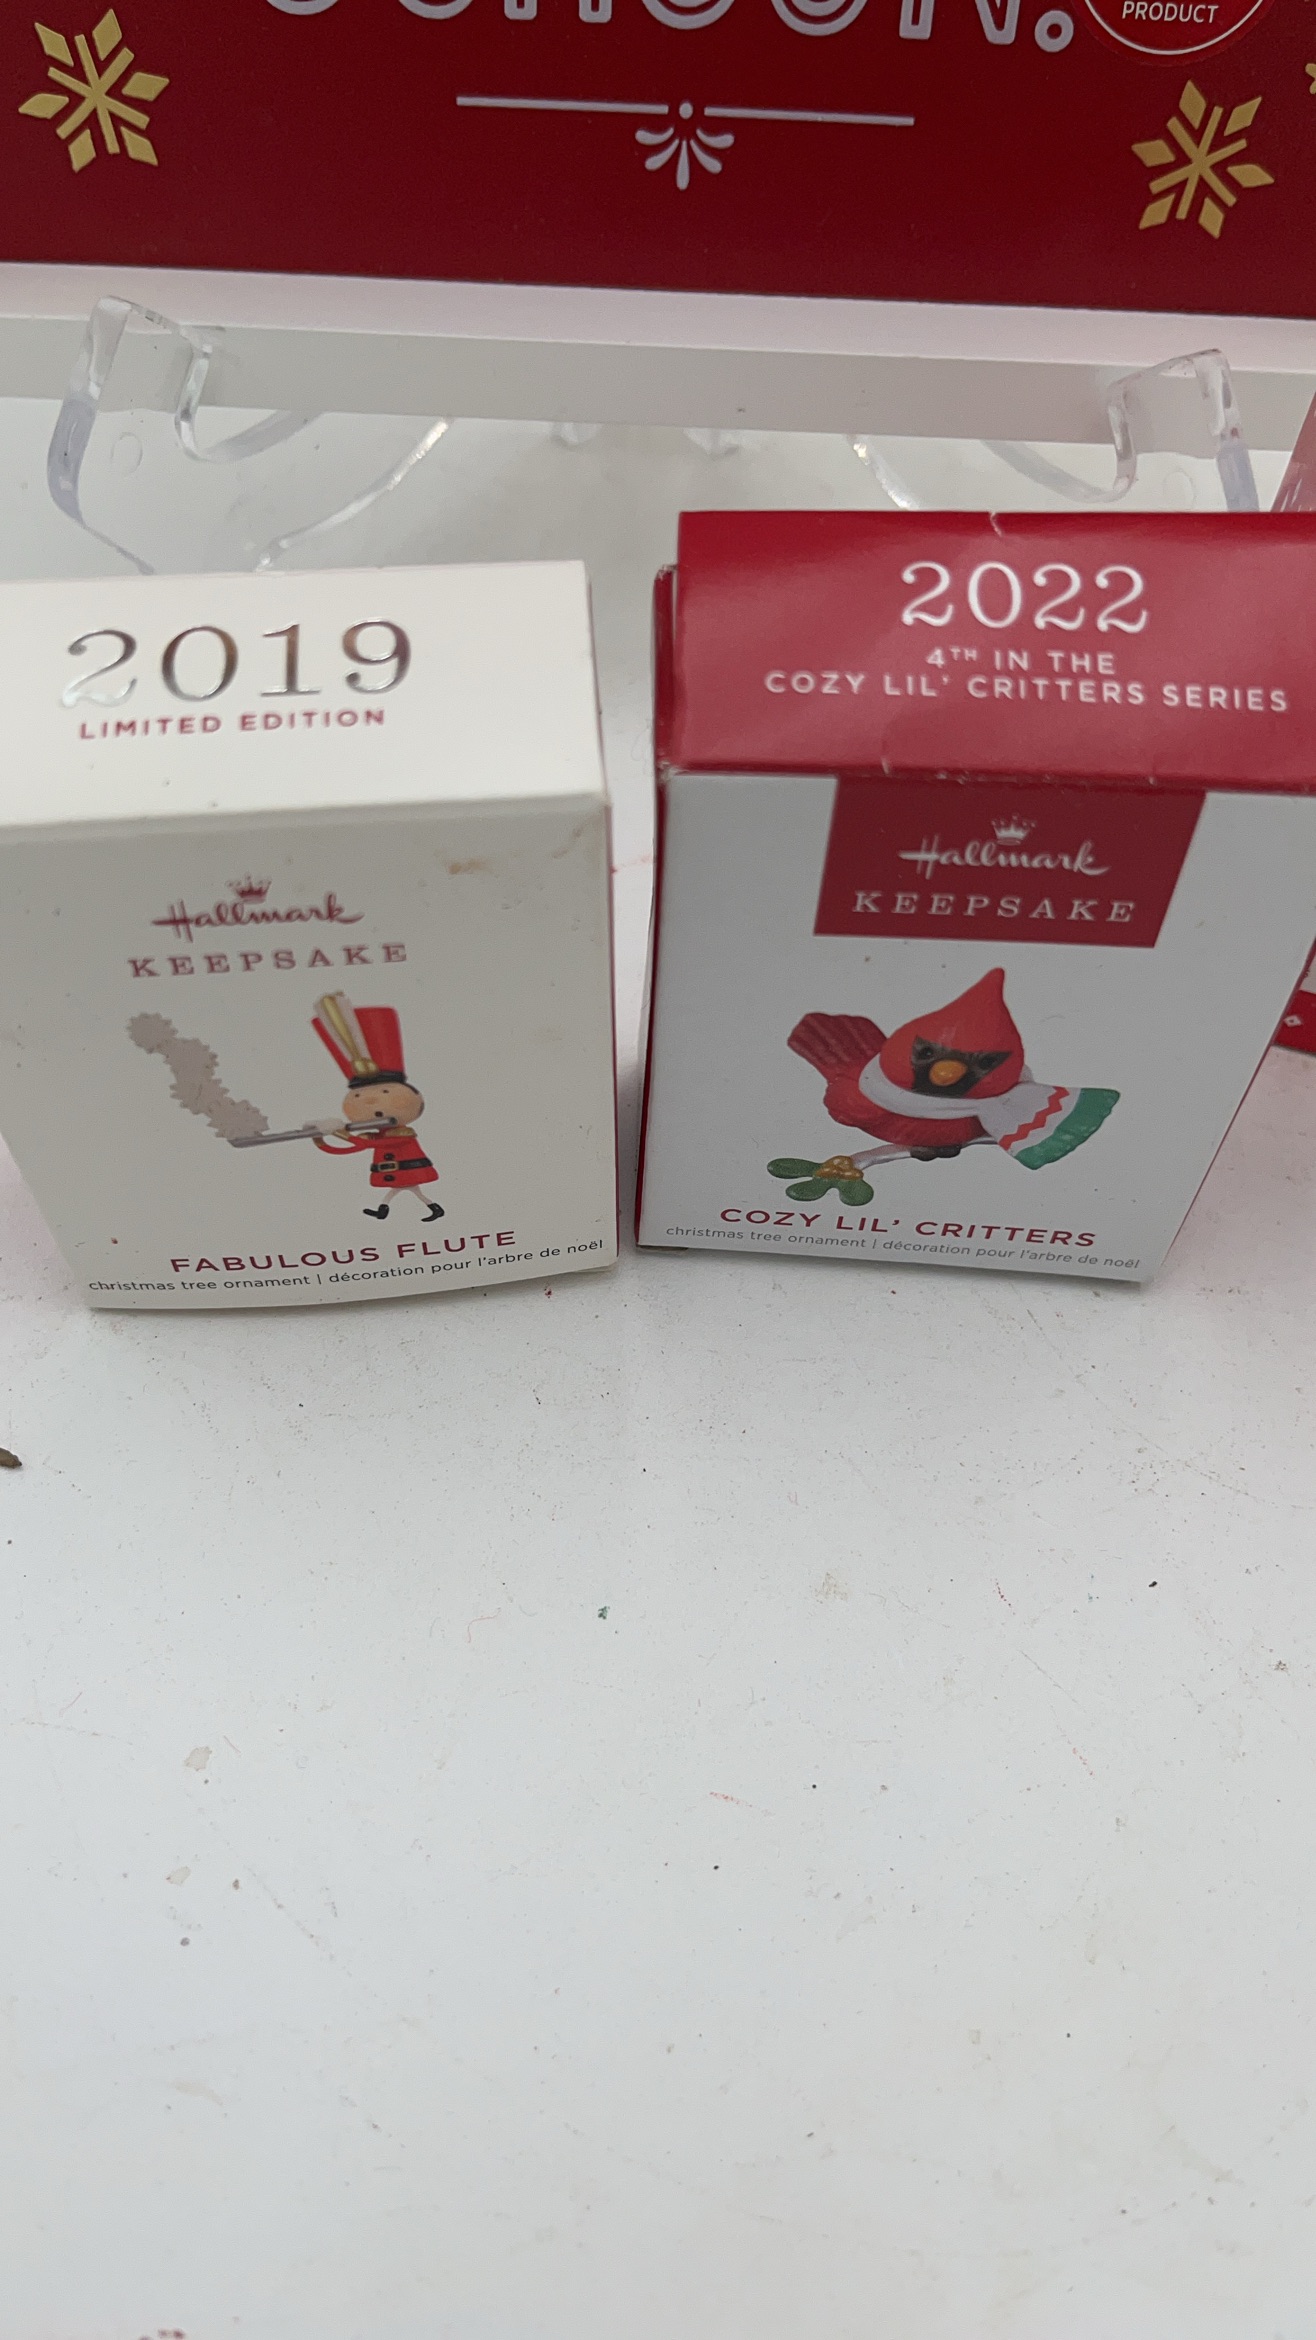 PRODUCT
2019
LIMITED EDITION
Hallmark
KEEPSAKE
FABULOUS FLUTE
christmas tree ornament | décoration pour l'arbre de noël
2022
4TH IN THE
COZY LIL' CRITTERS SERIES
Hallmark
KEEPSAKE
COZY LIL' CRITTERS
christmas tree ornament | décoration pour l'arbre de noël